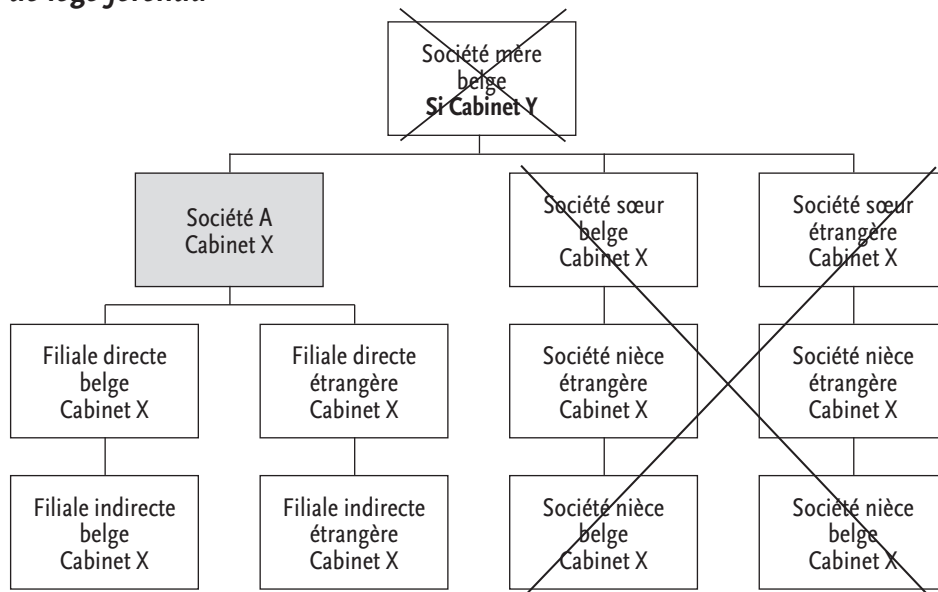 de lege ferenda.
Société mère
belge
Si Cabinet Y
Société A
Cabinet X
Société sœur
belge
Cabinet X
Société sœur
étrangère
Cabinet X
Filiale directe
belge
Cabinet X
Filiale directe
étrangère
Cabinet X
Société nièce
étrangère
Cabinet X
Société nièce
étrangère
Cabinet X
Filiale indirecte
belge
Cabinet X
Filiale indirecte
étrangère
Cabinet X
Société nièce
belge
Cabinet X
Société nièce
belge
Cabinet X